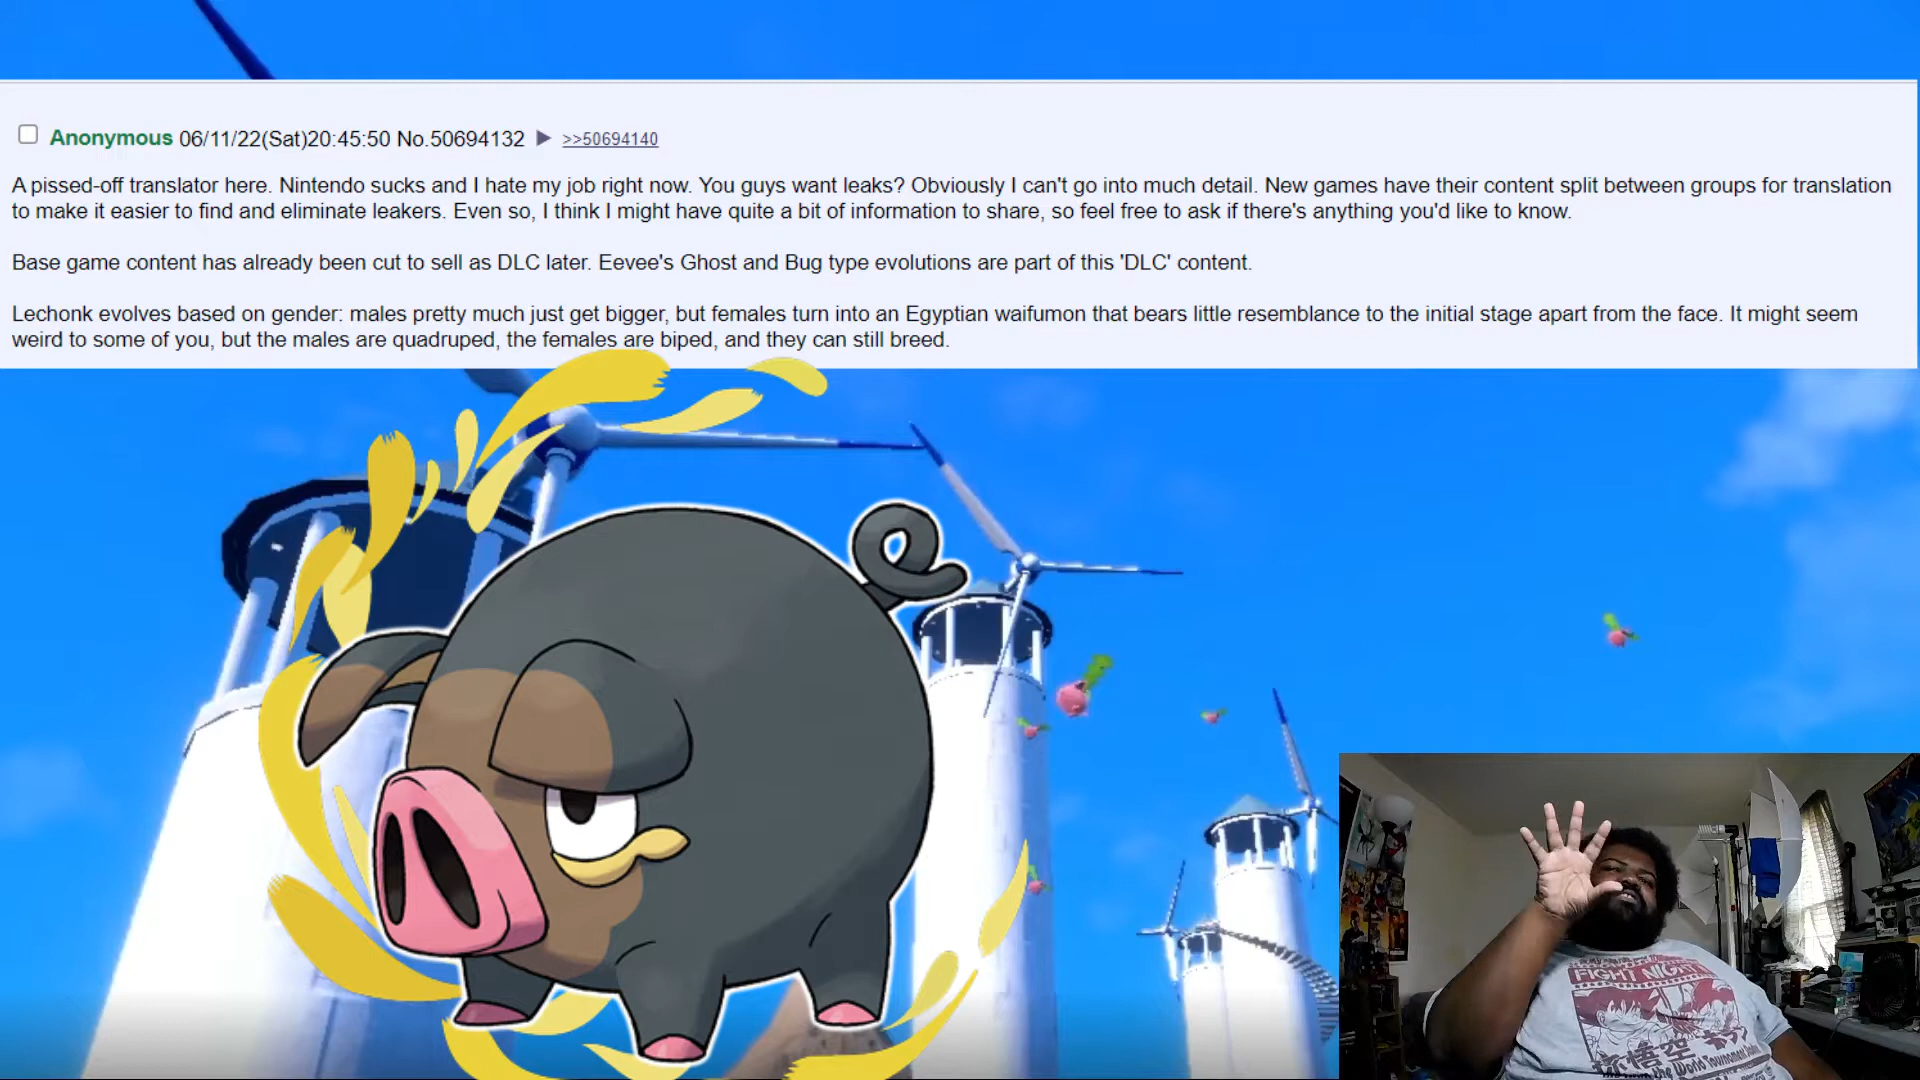 Anonymous 06/11/22(Sat)20:45:50 No.50694132 ▶ >>50694140
A pissed-off translator here. Nintendo sucks and I hate my job right now. You guys want leaks? Obviously I can't go into much detail. New games have their content split between groups for translation
to make it easier to find and eliminate leakers. Even so, I think I might have quite a bit of information to share, so feel free to ask if there's anything you'd like to know.
Base game content has already been cut to sell as DLC later. Eevee's Ghost and Bug type evolutions are part of this 'DLC' content.
Lechonk evolves based on gender: males pretty much just get bigger, but females turn into an Egyptian waifumon that bears little resemblance to the initial stage apart from the face. It might seem
weird to some of you, but the males are quadruped, the females are biped, and they can still breed.
FIGHT NIGHT
孫悟空
the World Tournament